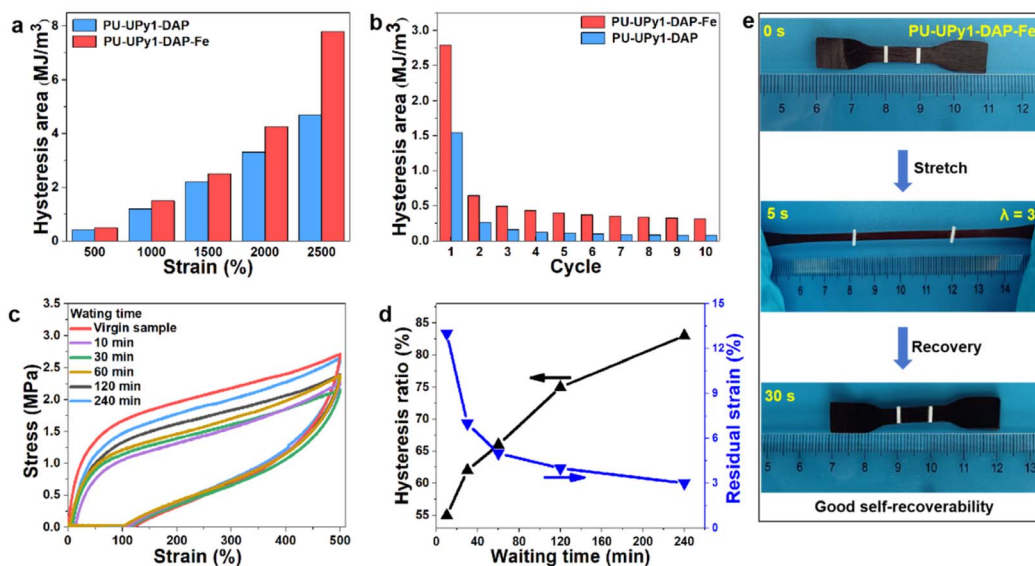 a
PU-UPy1-DAP
PU-UPy1-DAP-Fe
Hysteresis area (MJ/m³)
8
6
4
2
0
500 1000 1500 2000 2500
Strain (%)
b
PU-UPy1-DAP-Fe
PU-UPy1-DAP
Hysteresis area (MJ/m³)
3.0
2.5
2.0
1.5
1.0
0.5
0.0
1 2 3 4 5 6 7 8 9 10
Cycle
c
Wating time
Virgin sample
10 min
30 min
60 min
120 min
240 min
Stress (MPa)
3.5
3.0
2.5
2.0
1.5
1.0
0.5
0.0
0 100 200 300 400 500
Strain (%)
d
Hysteresis ratio (%)
85
80
75
70
65
60
55
0 40 80 120 160 200 240
Waiting time (min)
15
12
9
6
3
0
Residual strain (%)
e
0 s PU-UPy1-DAP-Fe
5 6 7 8 9 10 11 12
Stretch
5 s λ = 3
6 7 8 9 10 11 12 13 14
Recovery
30 s
5 6 7 8 9 10 11 12 13
Good self-recoverability